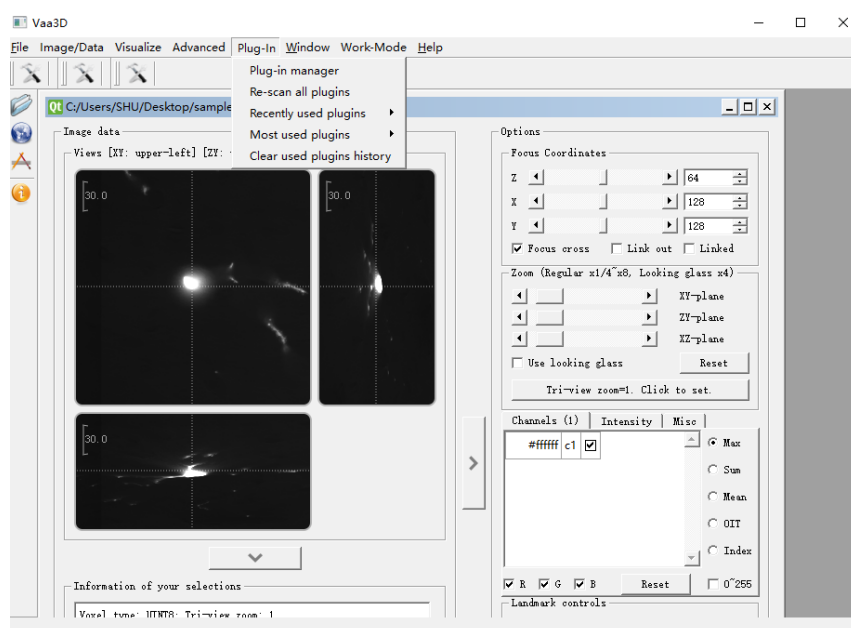 Vaa3D
File Image/Data Visualize Advanced Plug-In Window Work-Mode Help
Plug-in manager
Re-scan all plugins
Recently used plugins
Most used plugins
Clear used plugins history
Qt C:/Users/SHU/Desktop/sample
Image data
Views [XY: upper-left] [ZY:
30.0
30.0
30.0
Information of your selections
Voxel type: UINT8; Tri-view zoom: 1
Options
Focus Coordinates
Z 64
X 128
Y 128
Focus cross Link out Linked
Zoom (Regular x1/4~x8, Looking glass x4)
XY-plane
ZY-plane
XZ-plane
Use looking glass Reset
Tri-view zoom=1. Click to set.
Channels (1) Intensity Misc
#ffffff c1
Max
Sum
Mean
OIT
Index
R G B Reset 0~255
Landmark controls